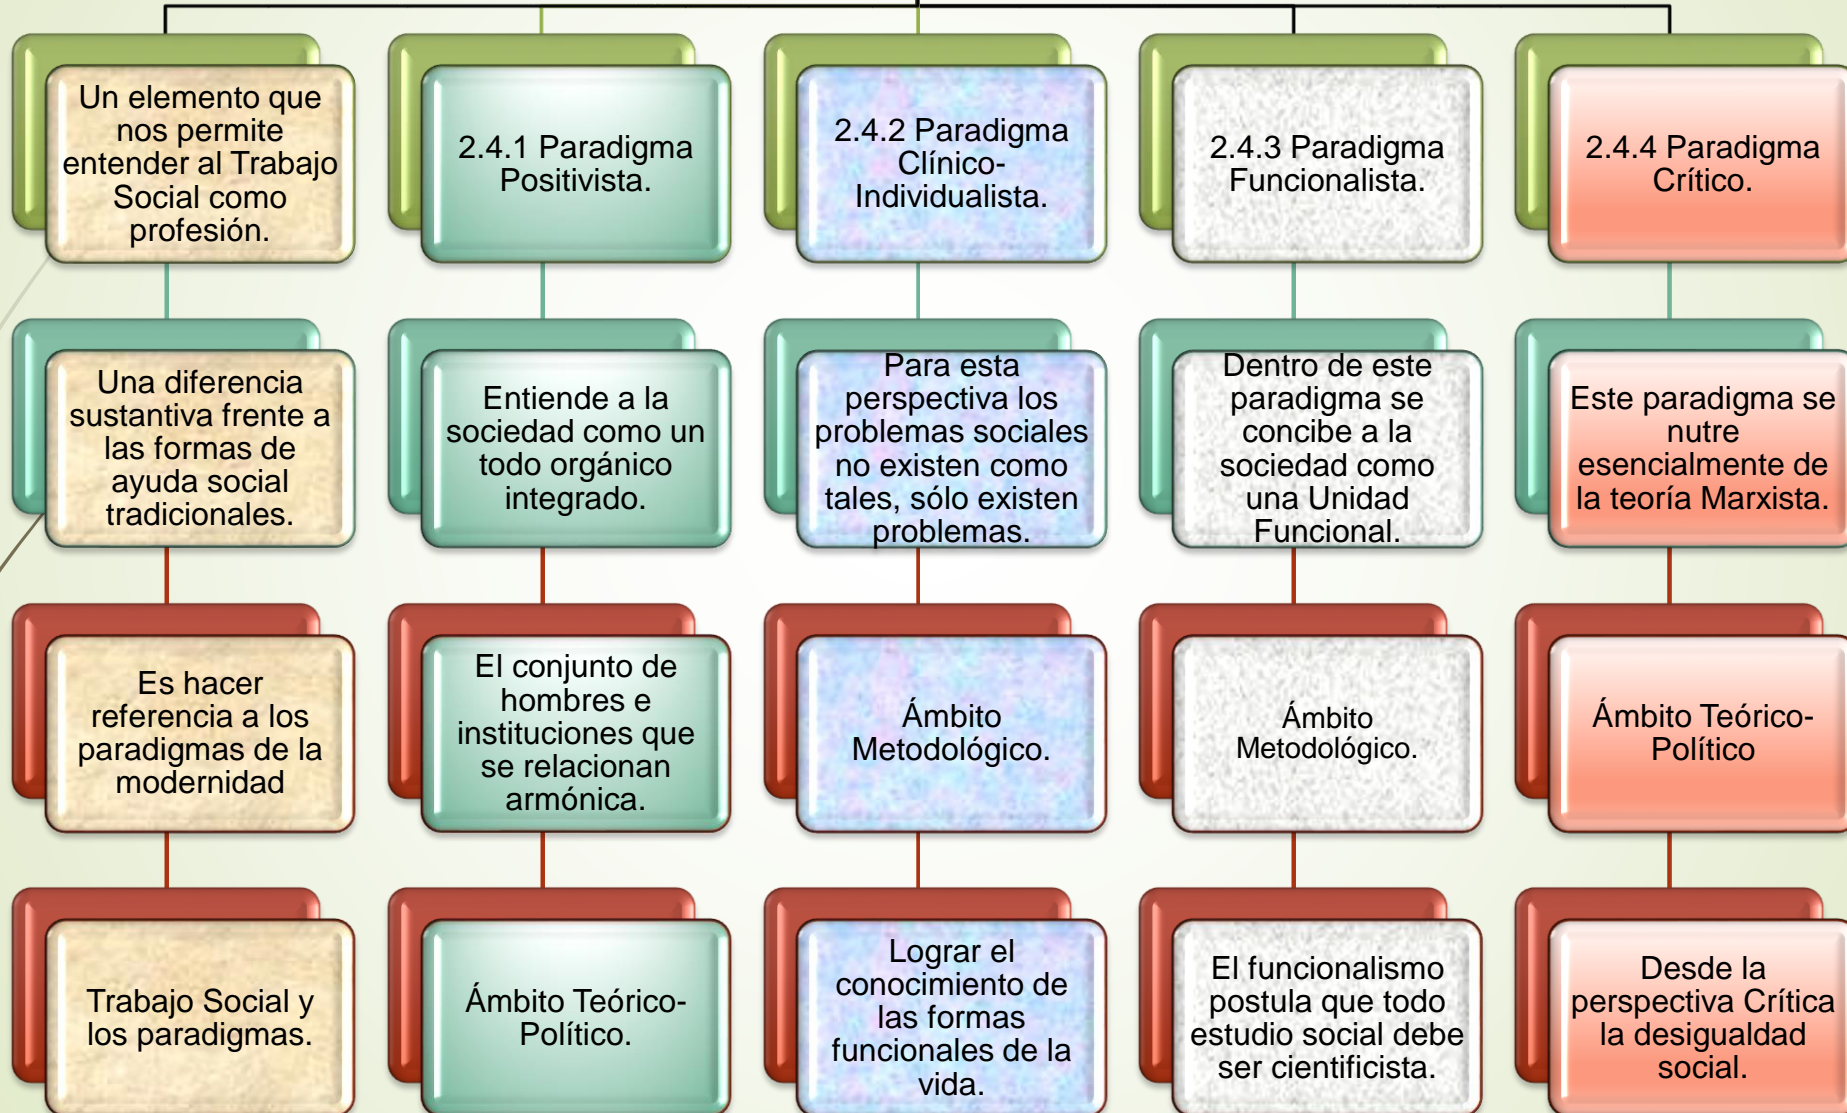 Un elemento que
nos permite
entender al Trabajo
Social como
profesión.
2.4.1 Paradigma
Positivista.
2.4.2 Paradigma
Clínico-
Individualista.
2.4.3 Paradigma
Funcionalista.
2.4.4 Paradigma
Crítico.
Una diferencia
sustantiva frente a
las formas de
ayuda social
tradicionales.
Entiende a la
sociedad como un
todo orgánico
integrado.
Para esta
perspectiva los
problemas sociales
no existen como
tales, sólo existen
problemas.
Dentro de este
paradigma se
concibe a la
sociedad como
una Unidad
Funcional.
Este paradigma se
nutre
esencialmente de
la teoría Marxista.
Es hacer
referencia a los
paradigmas de la
modernidad
El conjunto de
hombres e
instituciones que
se relacionan
armónica.
Ámbito
Metodológico.
Ámbito
Metodológico.
Ámbito Teórico-
Político
Trabajo Social y
los paradigmas.
Ámbito Teórico-
Político.
Lograr el
conocimiento de
las formas
funcionales de la
vida.
El funcionalismo
postula que todo
estudio social debe
ser cientificista.
Desde la
perspectiva Crítica
la desigualdad
social.